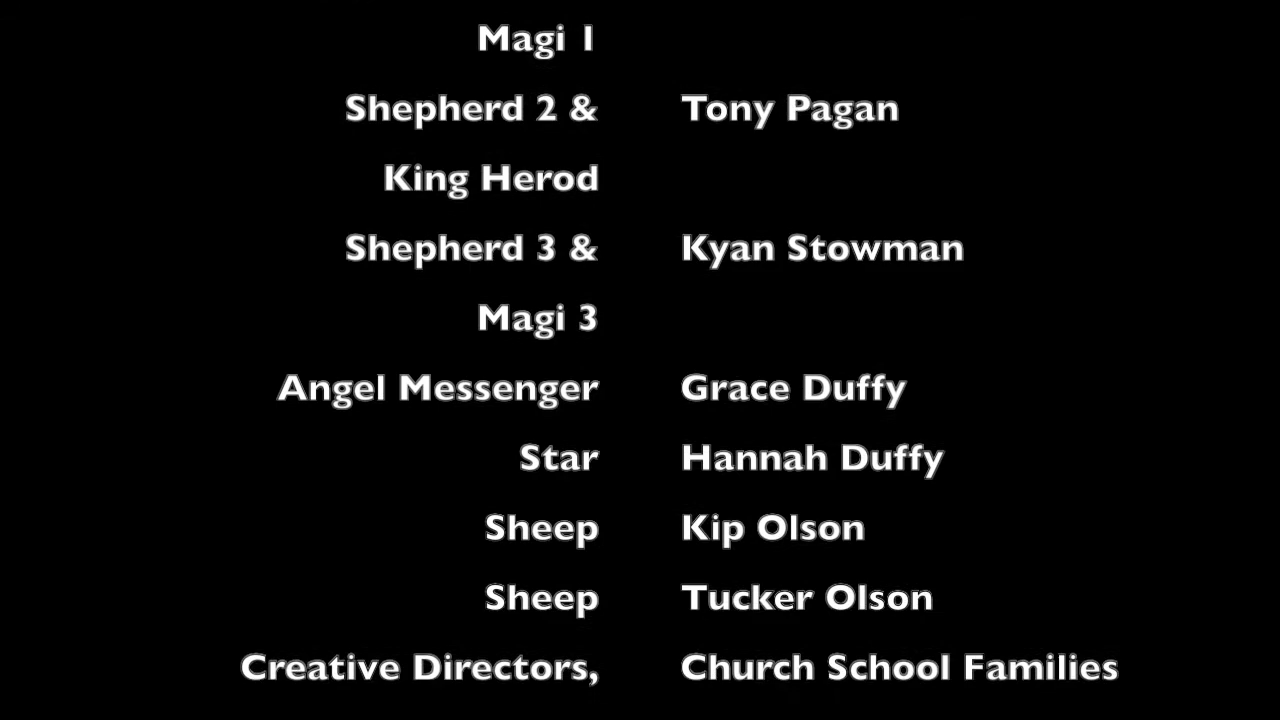 Magi 1
Shepherd 2 & Tony Pagan
King Herod
Shepherd 3 & Kyan Stowman
Magi 3
Angel Messenger Grace Duffy
Star Hannah Duffy
Sheep Kip Olson
Sheep Tucker Olson
Creative Directors, Church School Families